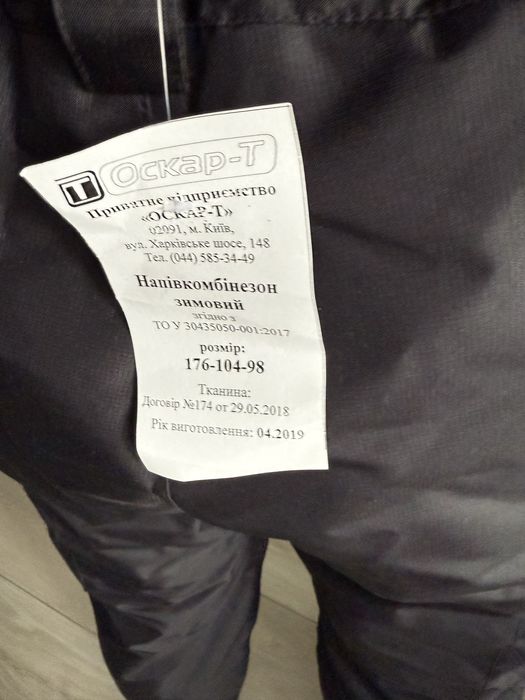 Оскар-Т
Приватне підприємство
«ОСКАР-Т»
02091, м. Київ,
вул. Харківське шосе, 148
Тел. (044) 585-34-49
Напівкомбінезон
зимовий
згідно з
ТО У 30435050-001:2017
розмір:
176-104-98
Тканина:
Договір №174 от 29.05.2018
Рік виготовлення: 04.2019